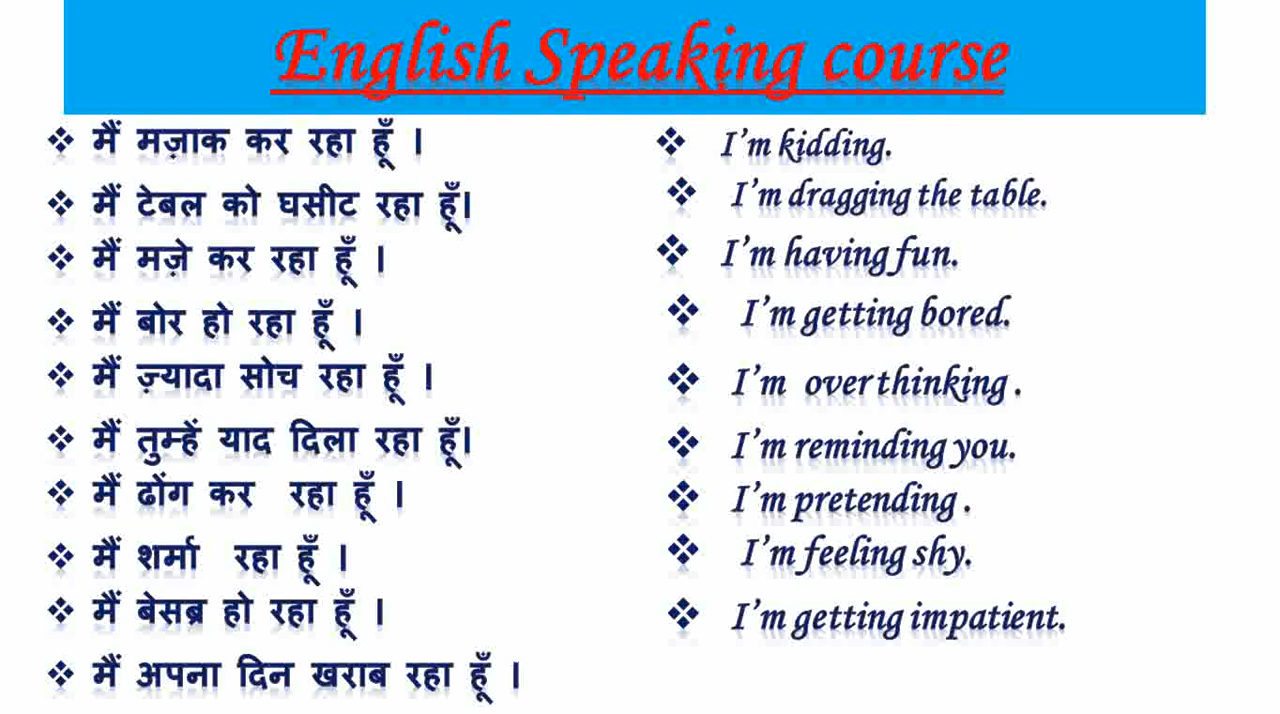 English Speaking course
मैं मज़ाक कर रहा हूँ । I'm kidding.
मैं टेबल को घसीट रहा हूँ। I'm dragging the table.
मैं मज़े कर रहा हूँ । I'm having fun.
मैं बोर हो रहा हूँ । I'm getting bored.
मैं ज़्यादा सोच रहा हूँ । I'm overthinking .
मैं तुम्हें याद दिला रहा हूँ। I'm reminding you.
मैं ढोंग कर रहा हूँ । I'm pretending .
मैं शर्मा रहा हूँ । I'm feeling shy.
मैं बेसब्र हो रहा हूँ । I'm getting impatient.
मैं अपना दिन खराब रहा हूँ ।